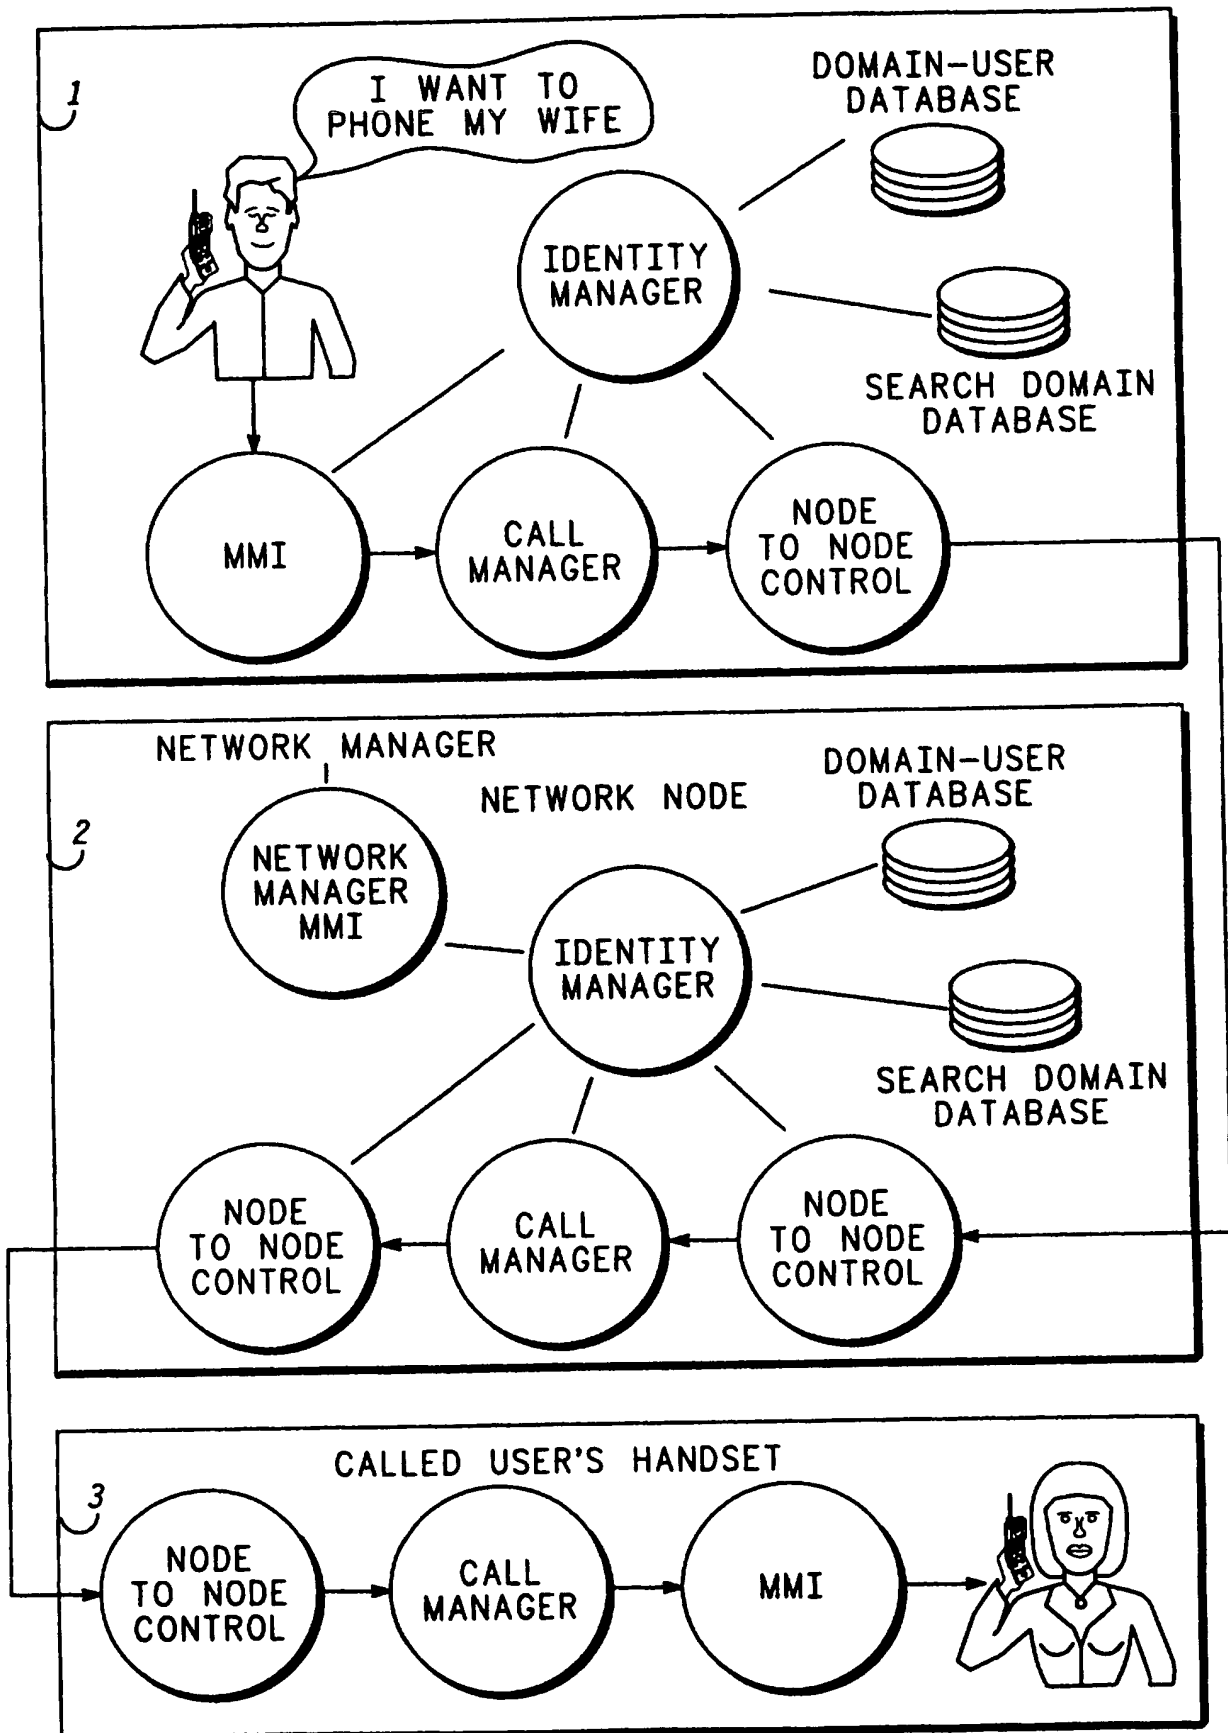 1
I WANT TO
PHONE MY WIFE
DOMAIN-USER
DATABASE
IDENTITY
MANAGER
SEARCH DOMAIN
DATABASE
MMI
CALL
MANAGER
NODE
TO NODE
CONTROL
2
NETWORK MANAGER
NETWORK NODE
DOMAIN-USER
DATABASE
NETWORK
MANAGER
MMI
IDENTITY
MANAGER
SEARCH DOMAIN
DATABASE
NODE
TO NODE
CONTROL
CALL
MANAGER
NODE
TO NODE
CONTROL
3
CALLED USER'S HANDSET
NODE
TO NODE
CONTROL
CALL
MANAGER
MMI